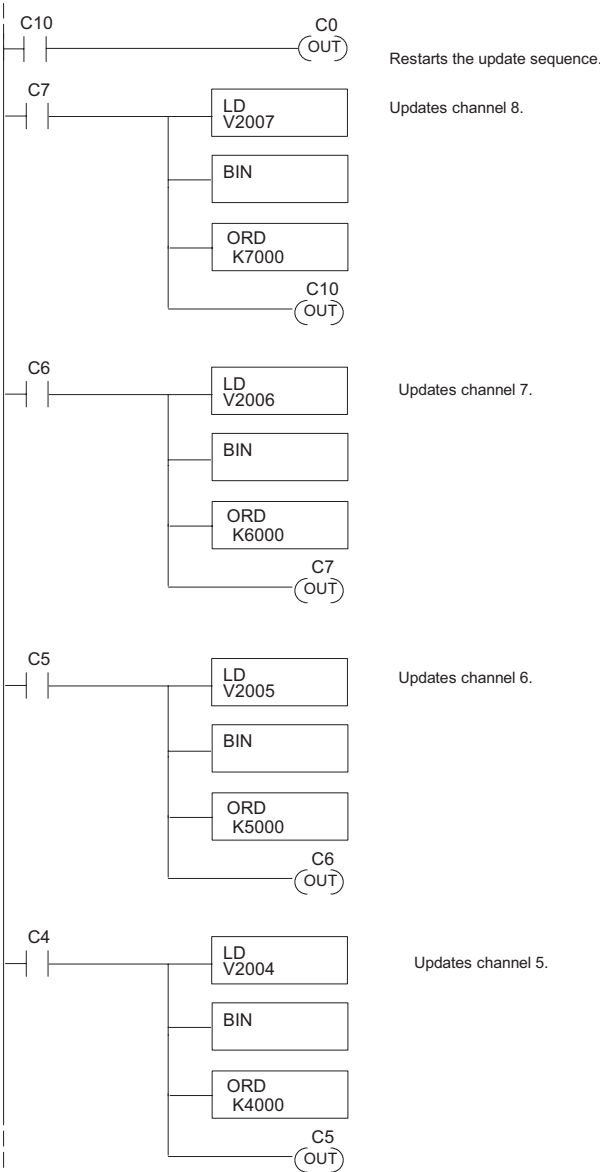 C10
C0
OUT
Restarts the update sequence.
C7
LD
V2007
Updates channel 8.
BIN
ORD
K7000
C10
OUT
C6
LD
V2006
Updates channel 7.
BIN
ORD
K6000
C7
OUT
C5
LD
V2005
Updates channel 6.
BIN
ORD
K5000
C6
OUT
C4
LD
V2004
Updates channel 5.
BIN
ORD
K4000
C5
OUT